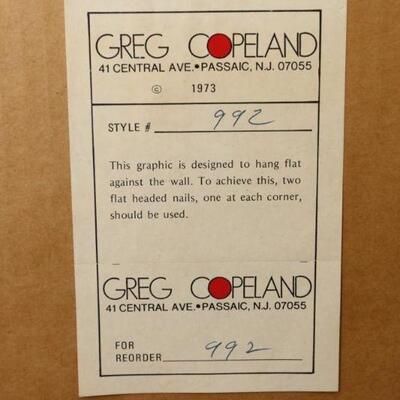 GREG COPELAND
41 CENTRAL AVE.•PASSAIC, N.J. 07055
© 1973
STYLE # 992
This graphic is designed to hang flat
against the wall. To achieve this, two
flat headed nails, one at each corner,
should be used.
GREG COPELAND
41 CENTRAL AVE.•PASSAIC, N.J. 07055
FOR
REORDER 992